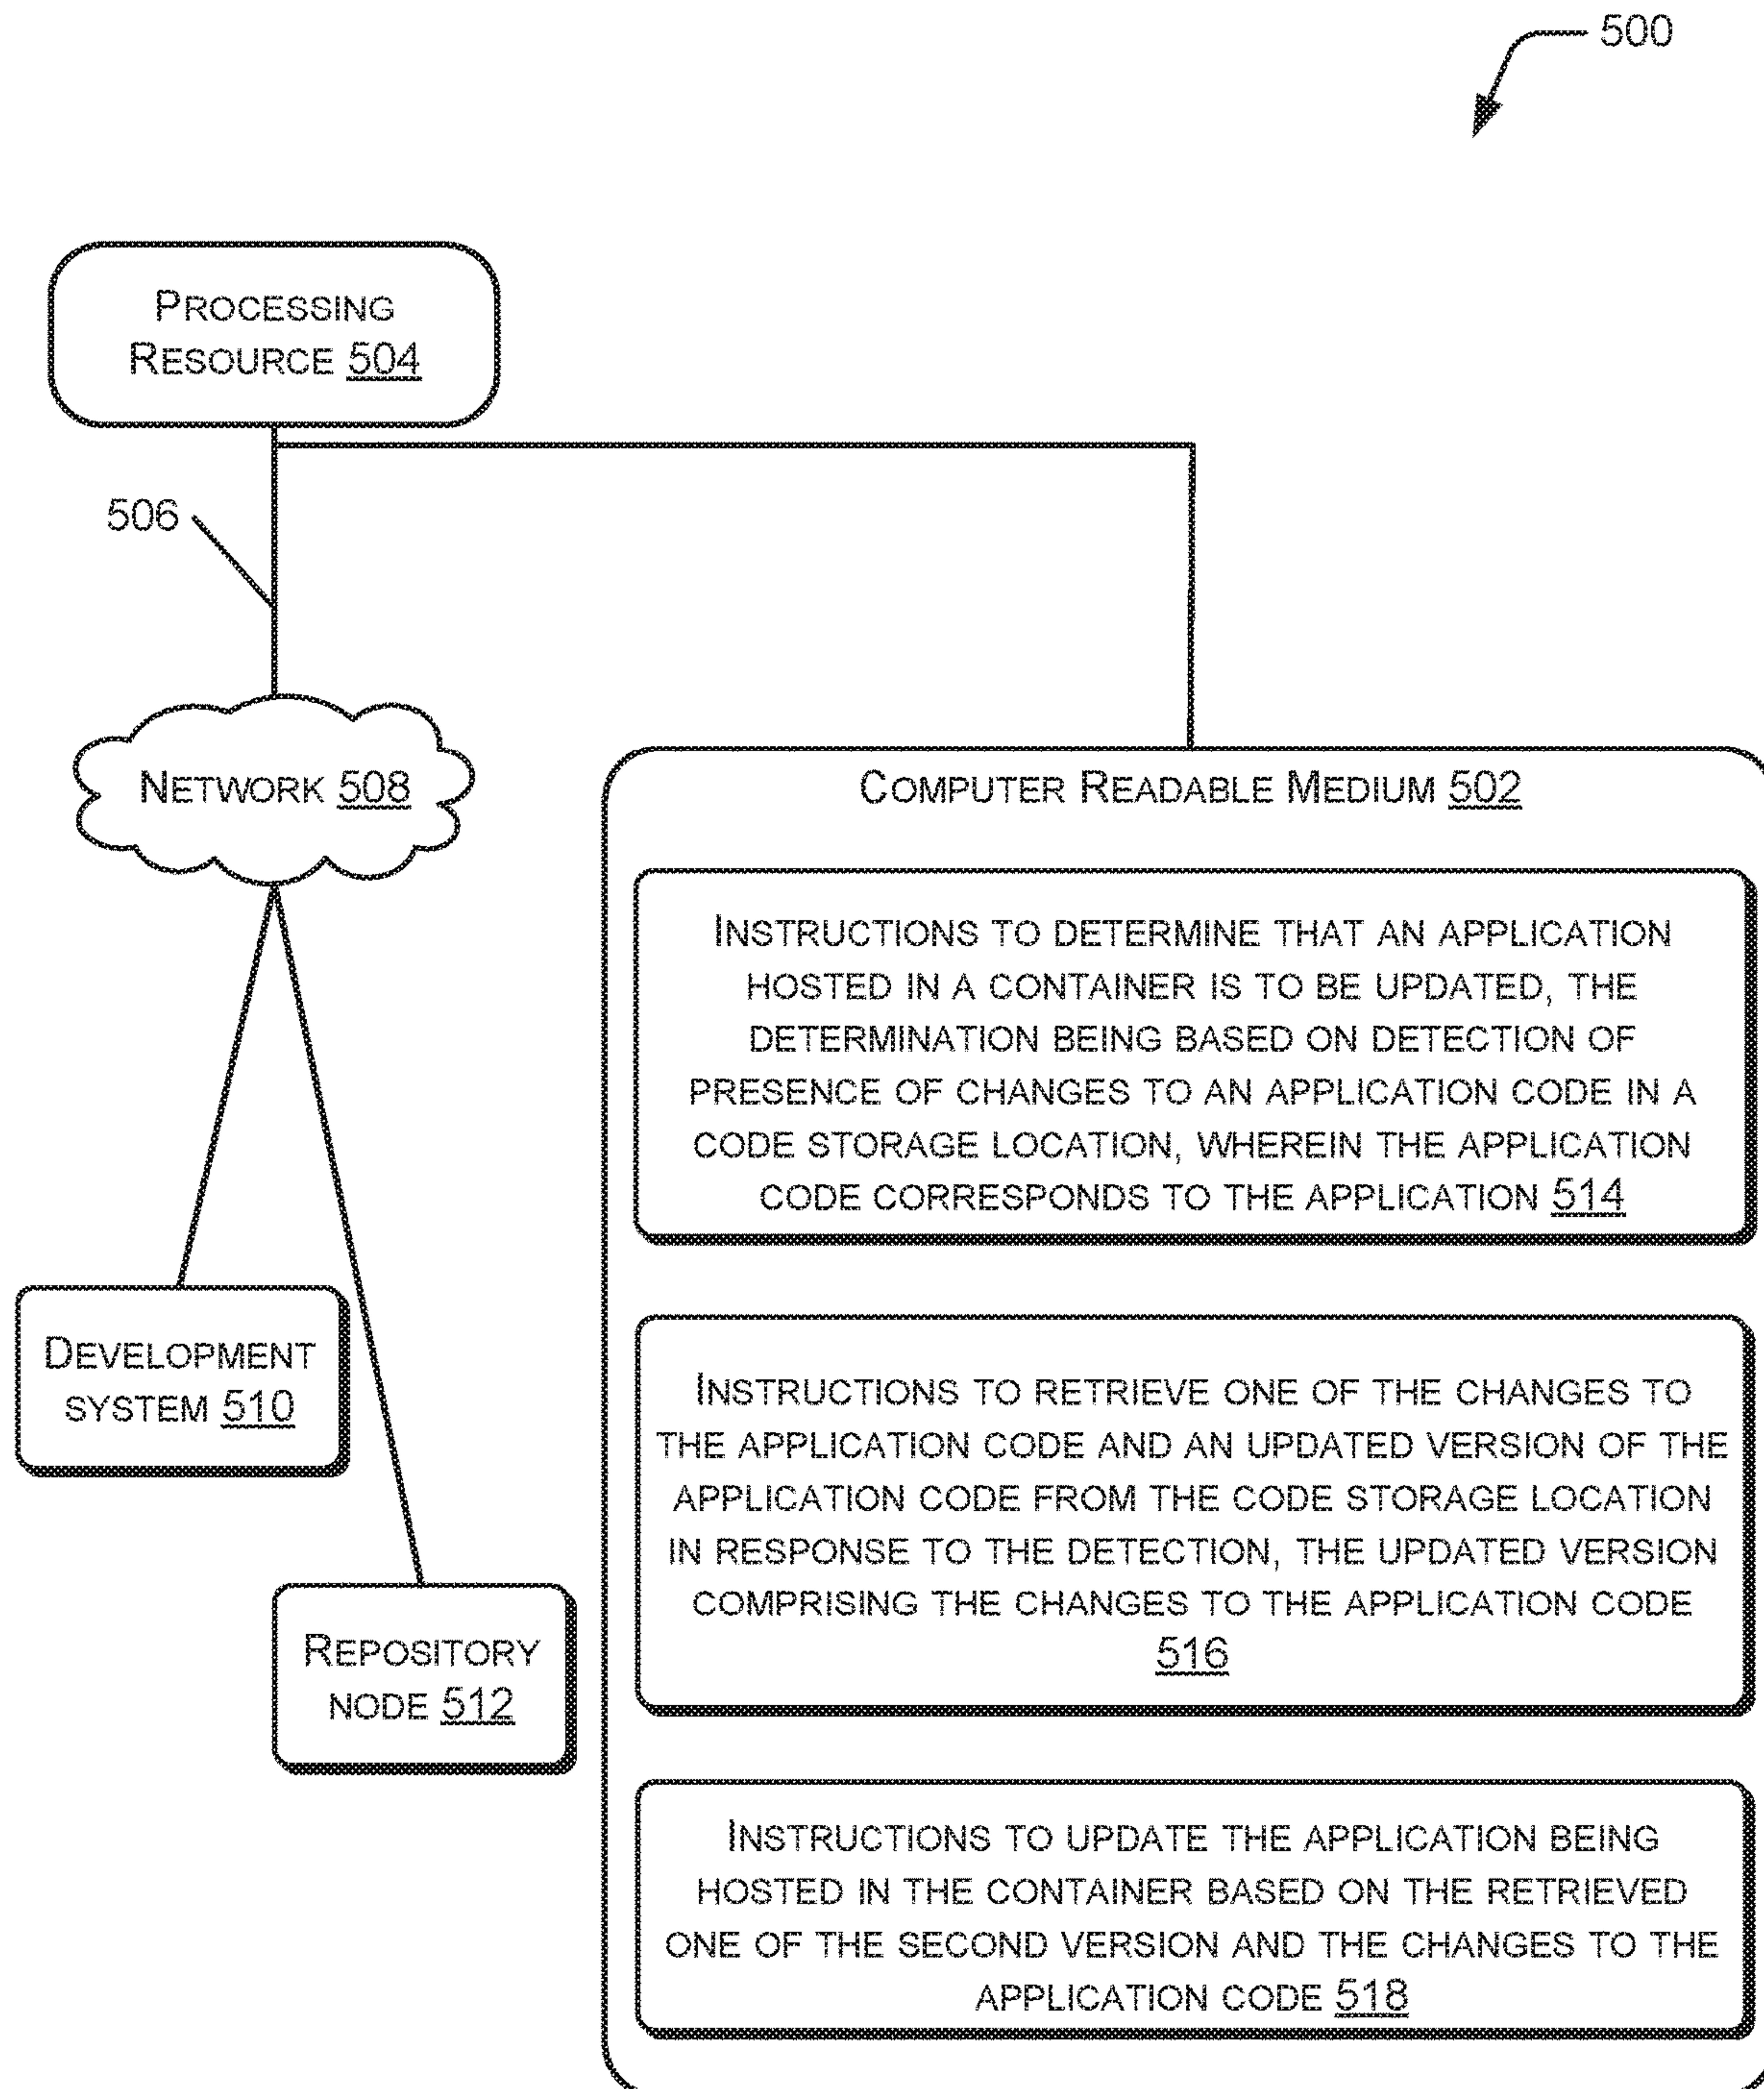 500
PROCESSING
RESOURCE 504
506
NETWORK 508
COMPUTER READABLE MEDIUM 502
INSTRUCTIONS TO DETERMINE THAT AN APPLICATION
HOSTED IN A CONTAINER IS TO BE UPDATED, THE
DETERMINATION BEING BASED ON DETECTION OF
PRESENCE OF CHANGES TO AN APPLICATION CODE IN A
CODE STORAGE LOCATION, WHEREIN THE APPLICATION
CODE CORRESPONDS TO THE APPLICATION 514
DEVELOPMENT
SYSTEM 510
INSTRUCTIONS TO RETRIEVE ONE OF THE CHANGES TO
THE APPLICATION CODE AND AN UPDATED VERSION OF THE
APPLICATION CODE FROM THE CODE STORAGE LOCATION
IN RESPONSE TO THE DETECTION, THE UPDATED VERSION
COMPRISING THE CHANGES TO THE APPLICATION CODE
516
REPOSITORY
NODE 512
INSTRUCTIONS TO UPDATE THE APPLICATION BEING
HOSTED IN THE CONTAINER BASED ON THE RETRIEVED
ONE OF THE SECOND VERSION AND THE CHANGES TO THE
APPLICATION CODE 518